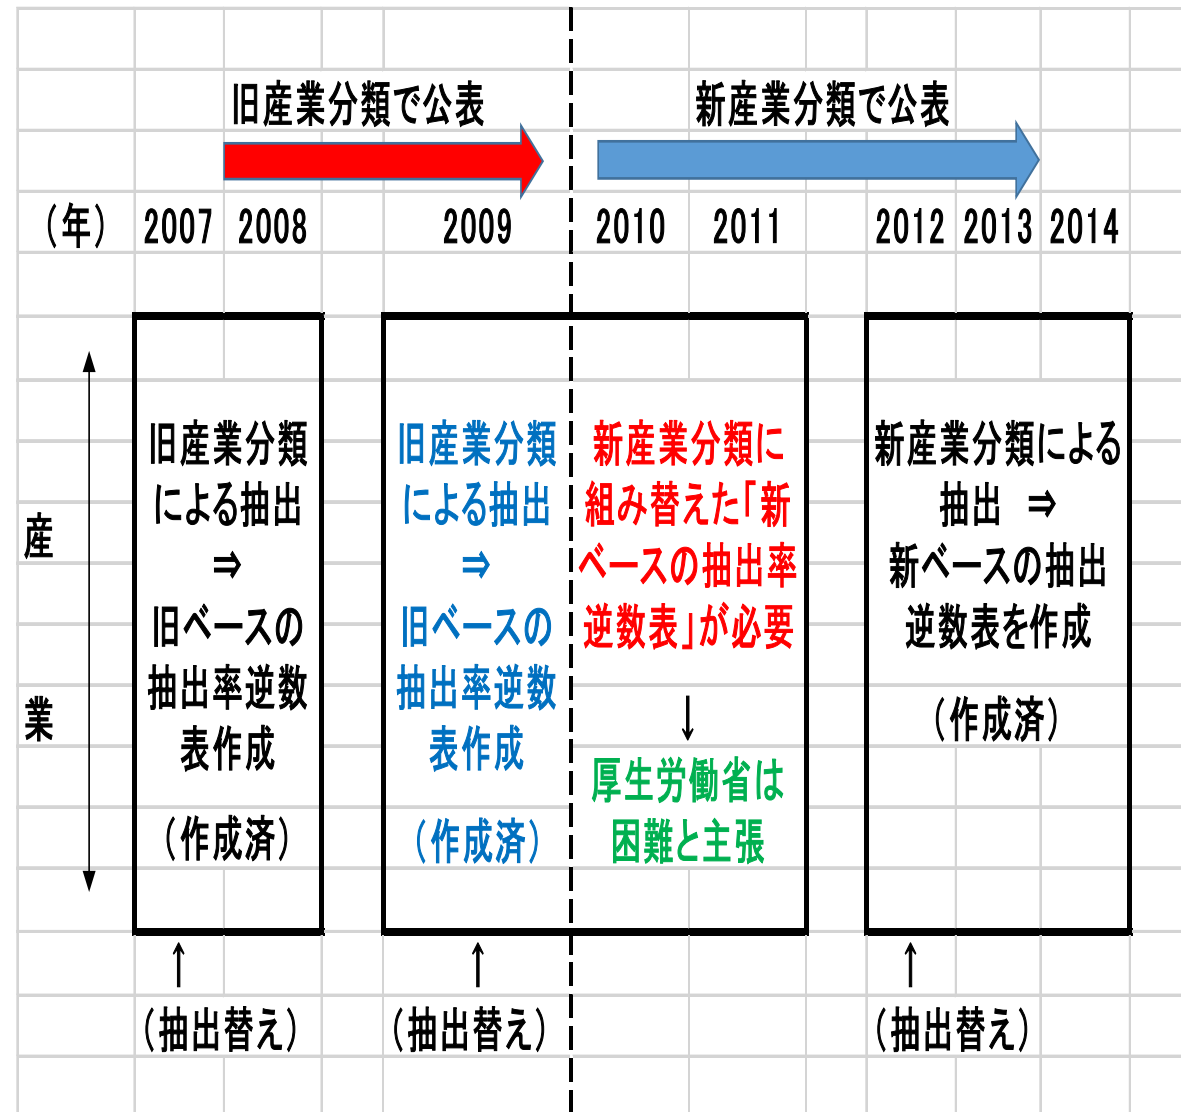 旧産業分類で公表
新産業分類で公表
（年）
2007
2008
2009
2010
2011
2012
2013
2014
産
業
旧産業分類
による抽出
⇒
旧ベースの
抽出率逆数
表作成
（作成済）
旧産業分類
による抽出
⇒
旧ベースの
抽出率逆数
表作成
（作成済）
新産業分類に
組み替えた「新
ベースの抽出率
逆数表」が必要
↓
厚生労働省は
困難と主張
新産業分類による
抽出　⇒
新ベースの抽出
逆数表を作成
（作成済）
↑
（抽出替え）
↑
（抽出替え）
↑
（抽出替え）